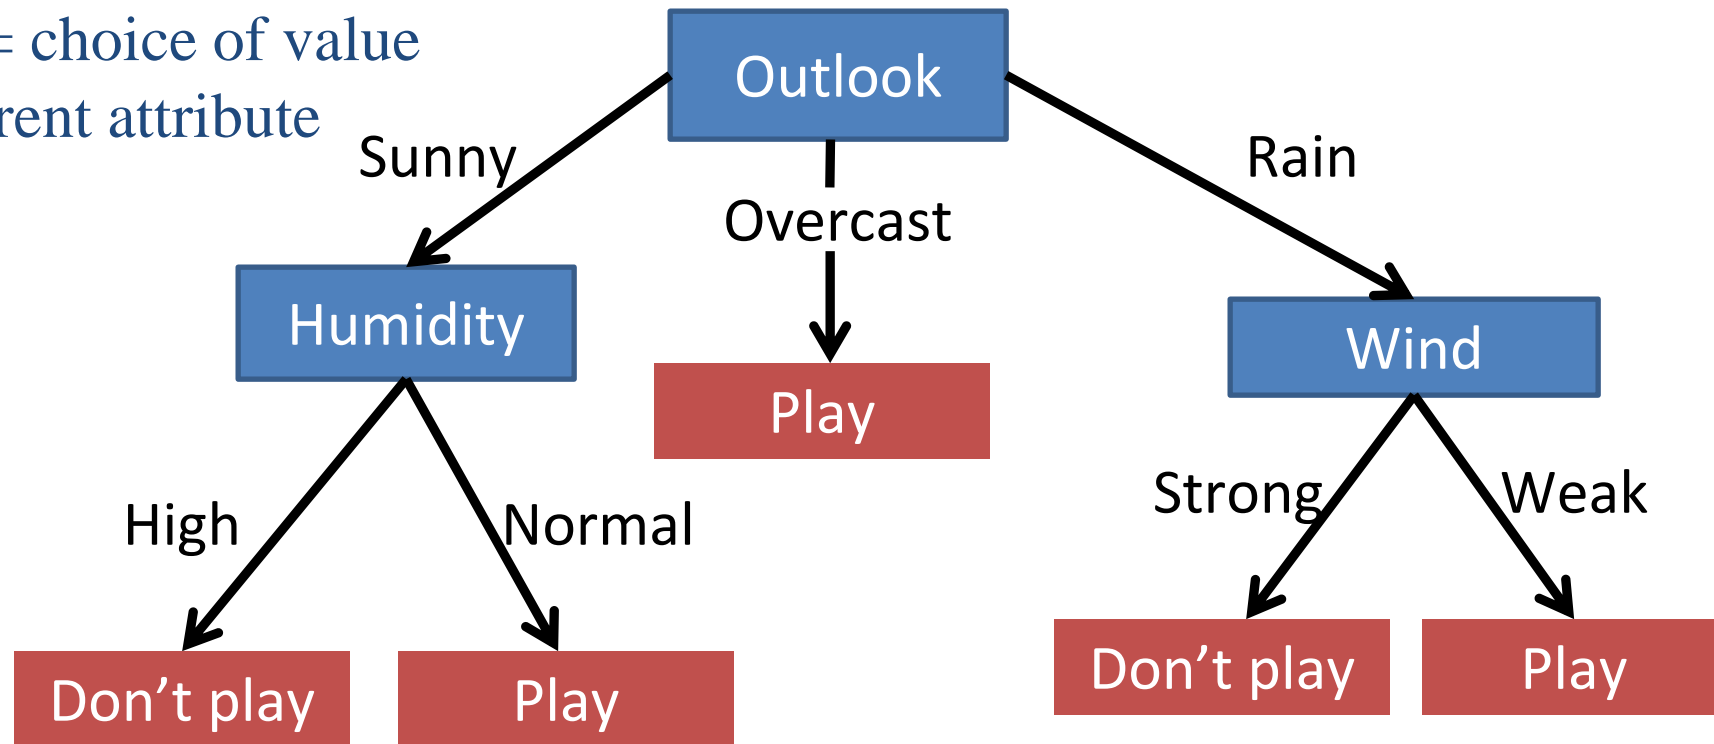 = choice of value
rent attribute
Outlook
Sunny
Overcast
Rain
Humidity
Wind
Play
High
Normal
Strong
Weak
Don’t play
Play
Don’t play
Play